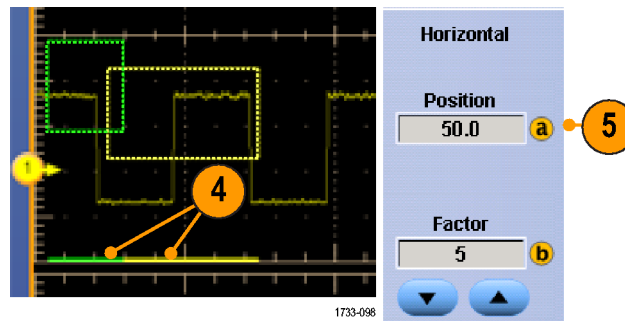 1
4
1733-098
Horizontal
Position
50.0 a
5
Factor
5 b